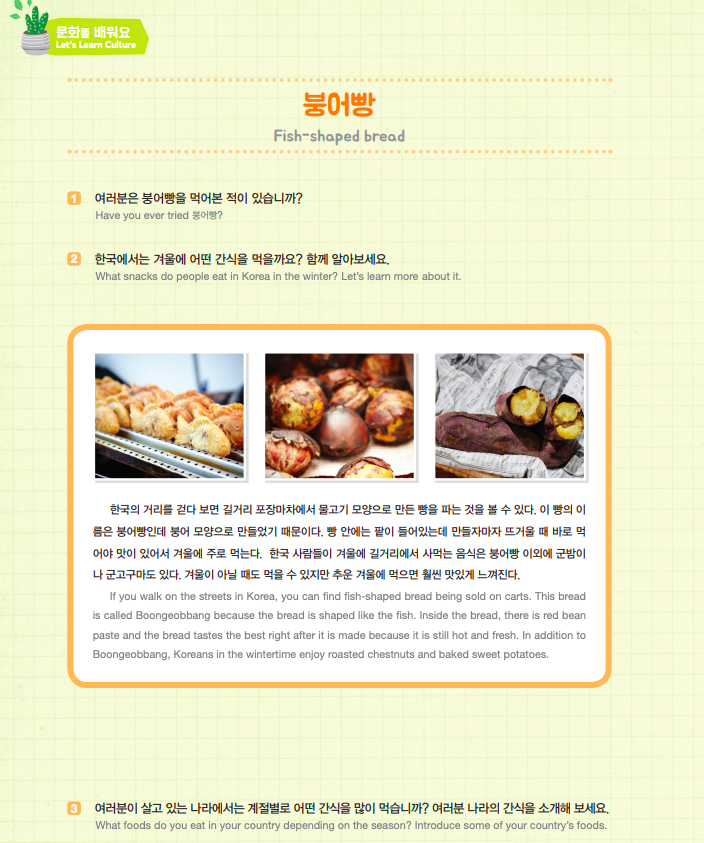 문화를 배워요
Let's Learn Culture
붕어빵
Fish-shaped bread
1 여러분은 붕어빵을 먹어본 적이 있습니까?
Have you ever tried 붕어빵?
2 한국에서는 겨울에 어떤 간식을 먹을까요? 함께 알아보세요.
What snacks do people eat in Korea in the winter? Let's learn more about it.
한국의 거리를 걷다 보면 길거리 포장마차에서 물고기 모양으로 만든 빵을 파는 것을 볼 수 있다. 이 빵의 이
름은 붕어빵인데 붕어 모양으로 만들었기 때문이다. 빵 안에는 팥이 들어있는데 만들자마자 뜨거울 때 바로 먹
어야 맛이 있어서 겨울에 주로 먹는다. 한국 사람들이 겨울에 길거리에서 사먹는 음식은 붕어빵 이외에 군밤이
나 군고구마도 있다. 겨울이 아닐 때도 먹을 수 있지만 추운 겨울에 먹으면 훨씬 맛있게 느껴진다.
If you walk on the streets in Korea, you can find fish-shaped bread being sold on carts. This bread
is called Boongeobbang because the bread is shaped like the fish. Inside the bread, there is red bean
paste and the bread tastes the best right after it is made because it is still hot and fresh. In addition to
Boongeobbang, Koreans in the wintertime enjoy roasted chestnuts and baked sweet potatoes.
3 여러분이 살고 있는 나라에서는 계절별로 어떤 간식을 많이 먹습니까? 여러분 나라의 간식을 소개해 보세요.
What foods do you eat in your country depending on the season? Introduce some of your country's foods.